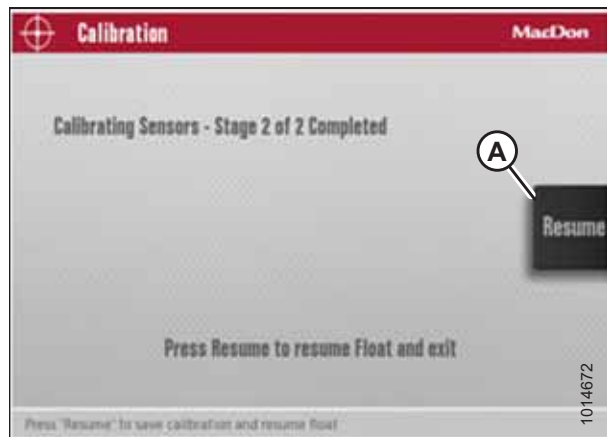 Calibration
MacDon
Calibrating Sensors - Stage 2 of 2 Completed
A
Resume
Press Resume to resume Float and exit
Press 'Resume' to save calibration and resume float
1014672